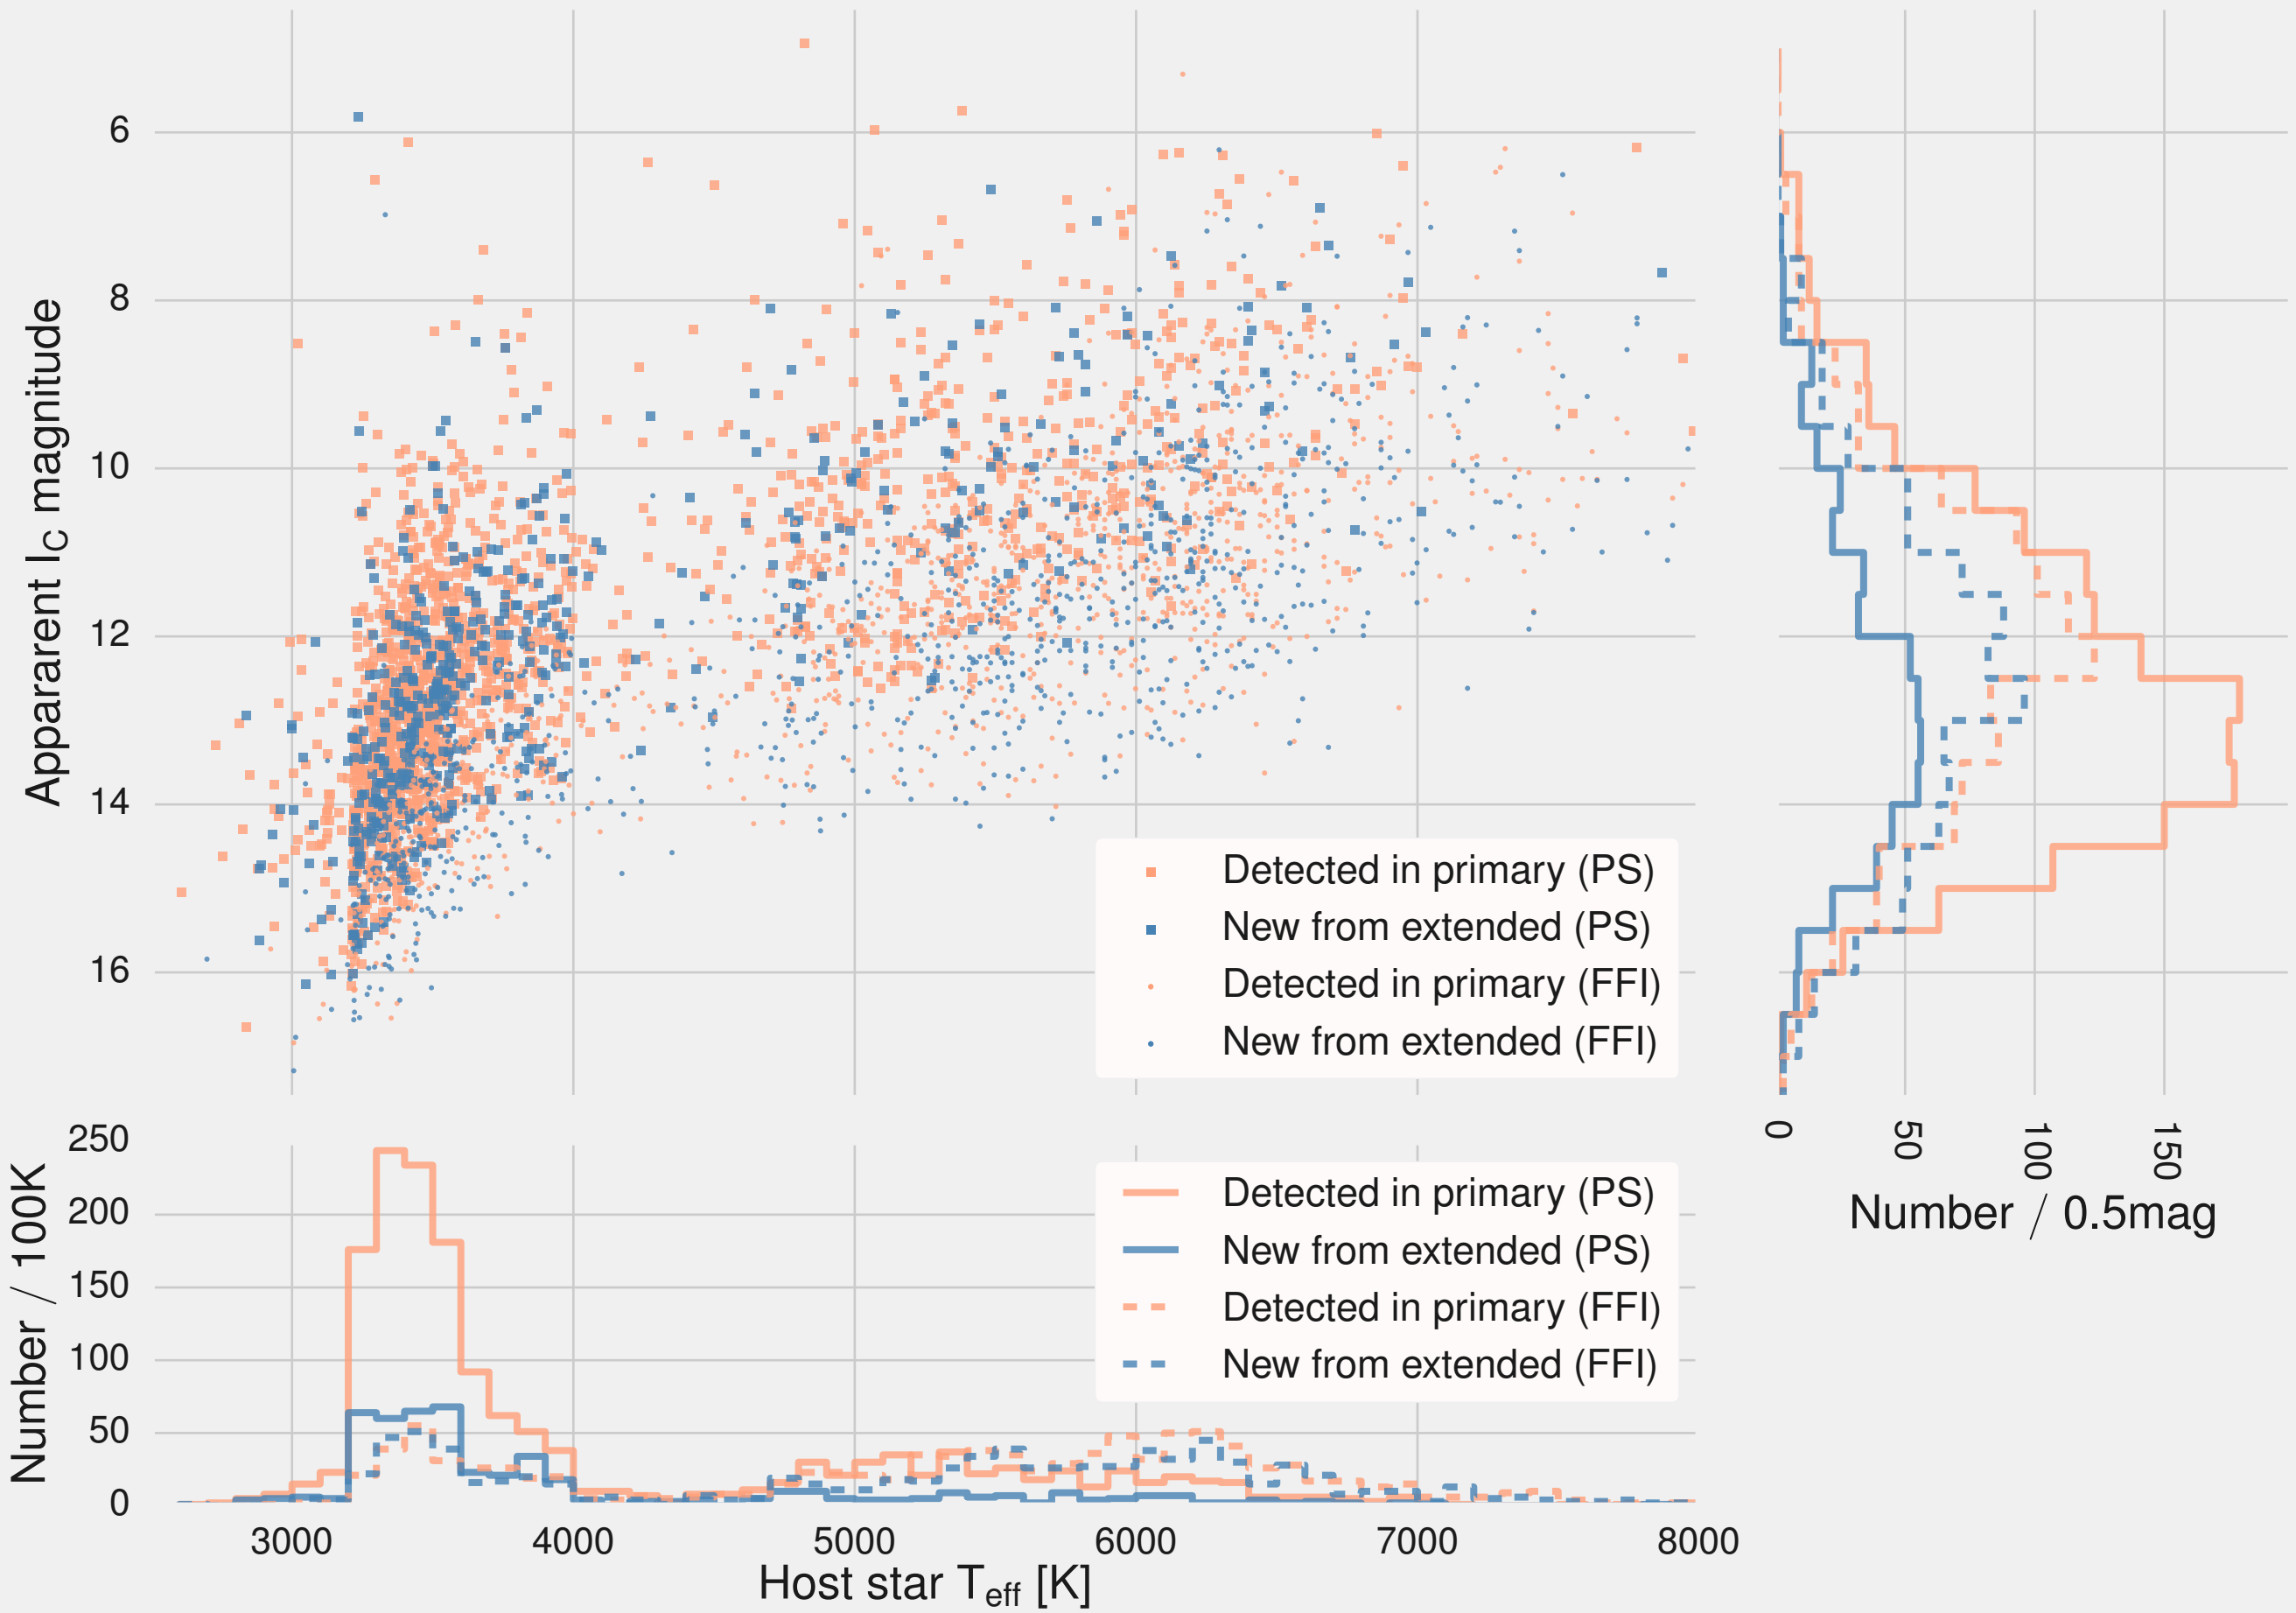 6
8
10
12
14
16
Appararent I_C magnitude
Detected in primary (PS)
New from extended (PS)
Detected in primary (FFI)
New from extended (FFI)
0
50
100
150
Number / 0.5mag
250
200
150
100
50
0
Number / 100K
Detected in primary (PS)
New from extended (PS)
Detected in primary (FFI)
New from extended (FFI)
3000 4000 5000 6000 7000 8000
Host star T_eff [K]